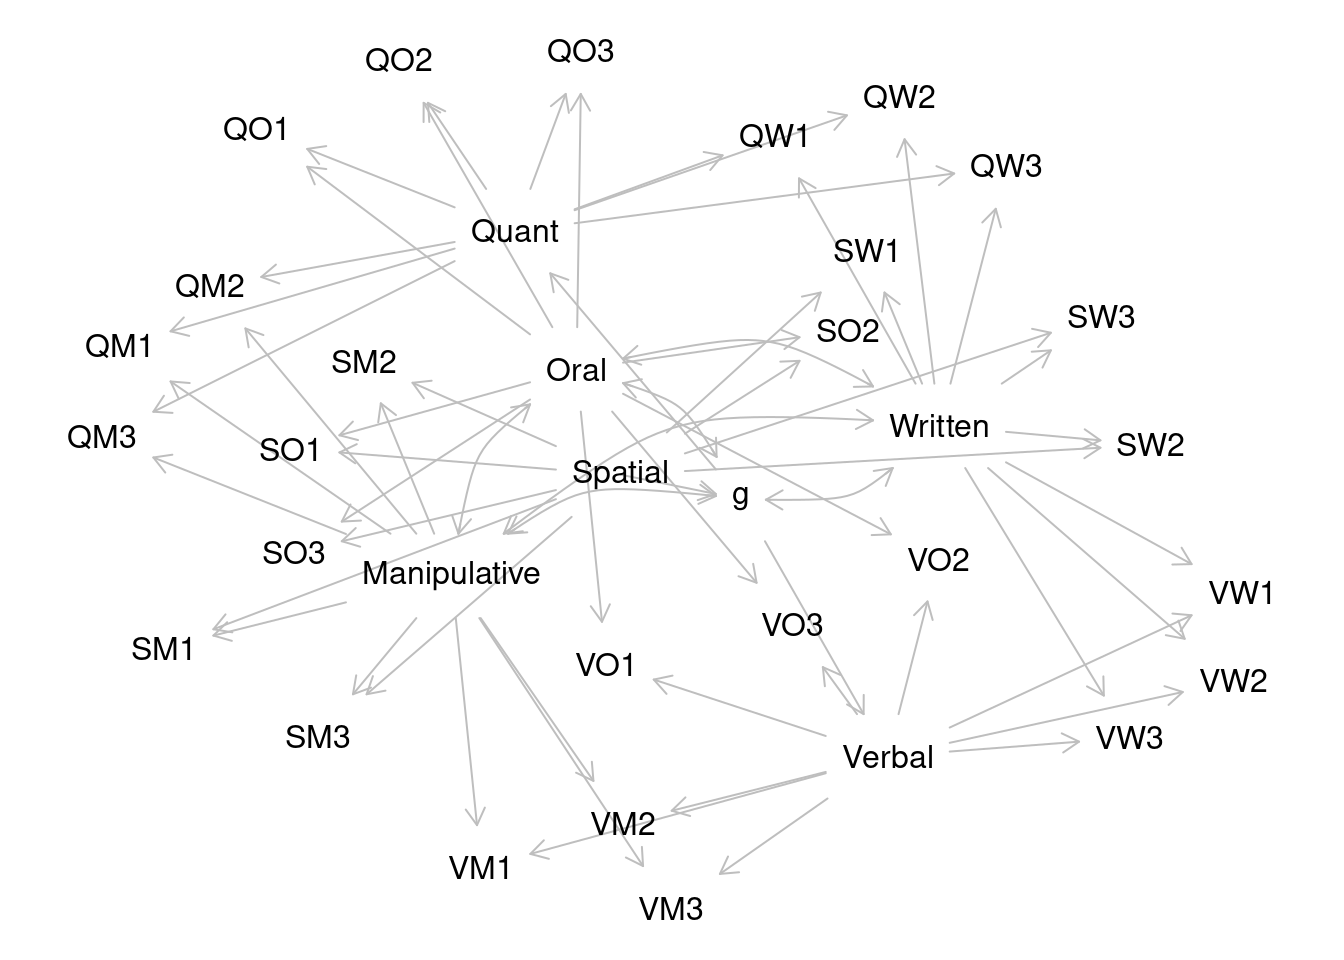 QO3
QO2
QW2
QO1
QW1
QW3
Quant
SW1
QM2
SW3
SO2
QM1
SM2
Oral
Written
QM3
SW2
SO1
Spatial
g
SO3
VO2
Manipulative
VW1
VO3
SM1
VO1
VW2
SM3
VW3
Verbal
VM2
VM1
VM3